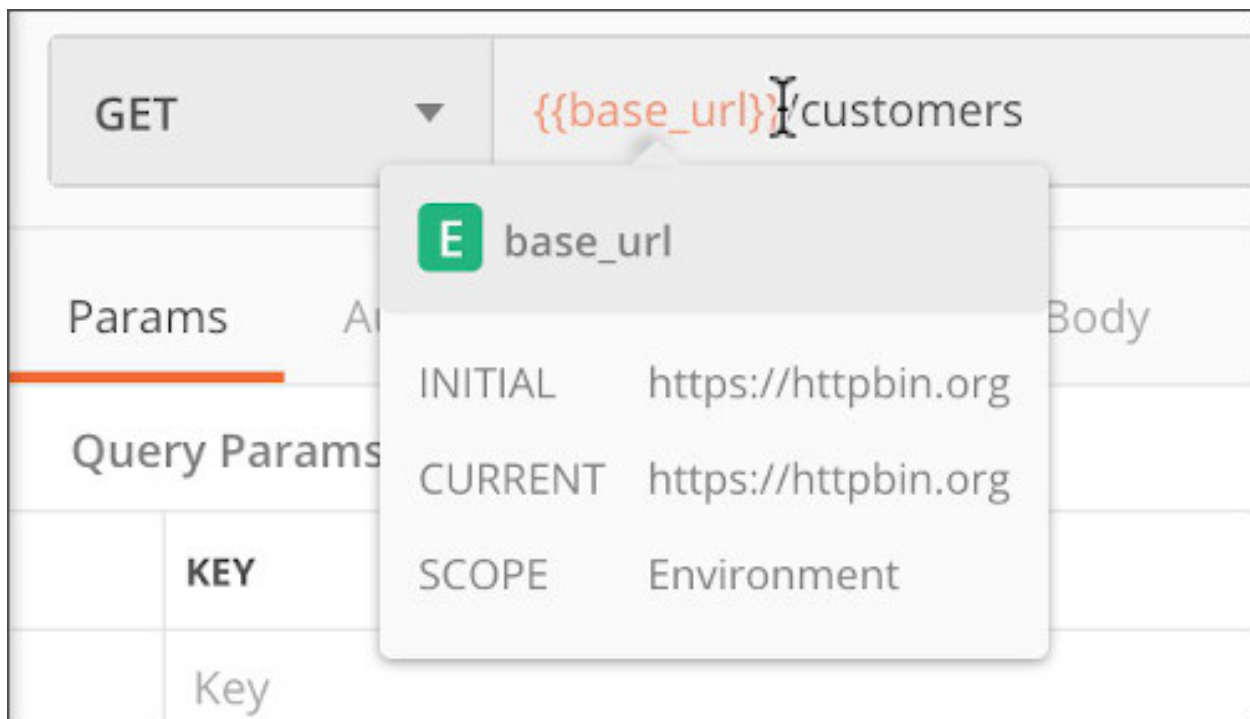 GET {{base_url}}/customers
E base_url
Params Body
INITIAL https://httpbin.org
CURRENT https://httpbin.org
Query Params
SCOPE Environment
KEY
Key